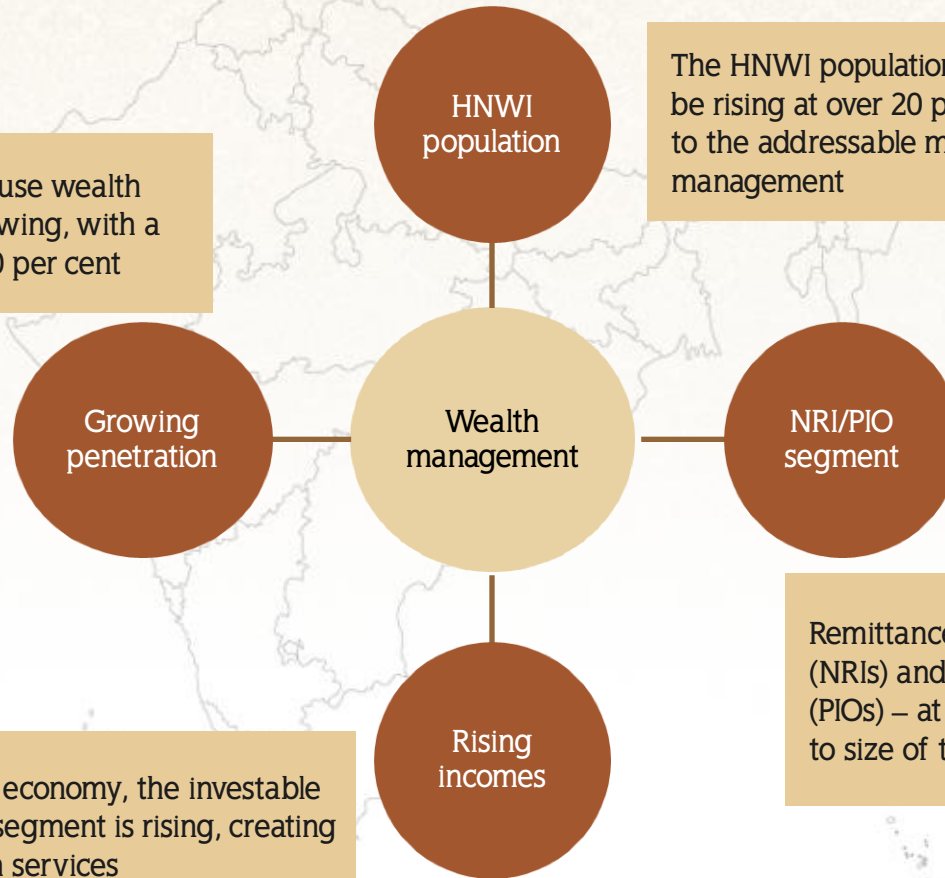 HNWI
population
The HNWI population
be rising at over 20 p
to the addressable m
management
use wealth
wing, with a
0 per cent
Growing
penetration
Wealth
management
NRI/PIO
segment
Remittance
(NRIs) and
(PIOs) – at
to size of t
Rising
incomes
economy, the investable
segment is rising, creating
services